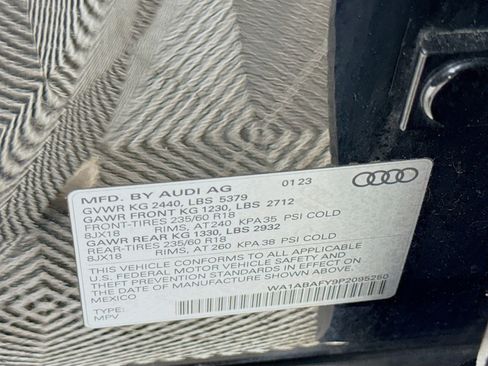 MFD. BY AUDI AG 01 23
GVWR KG 2440, LBS 5379
GAWR FRONT KG 1230, LBS 2712
FRONT-TIRES 235/60 R18
8JX18 RIMS, AT 240 KPA 35 PSI COLD
GAWR REAR KG 1330, LBS 2932
REAR-TIRES 235/60 R18
8JX18 RIMS, AT 260 KPA 38 PSI COLD
THIS VEHICLE CONFORMS TO ALL APPLICABLE
U.S. FEDERAL MOTOR VEHICLE SAFETY AND
THEFT PREVENTION STANDARDS IN EFFECT ON
THE DATE OF MANUFACTURE SHOWN ABOVE.
MEXICO
WA1ABAFY9P2095250
TYPE:
MPV